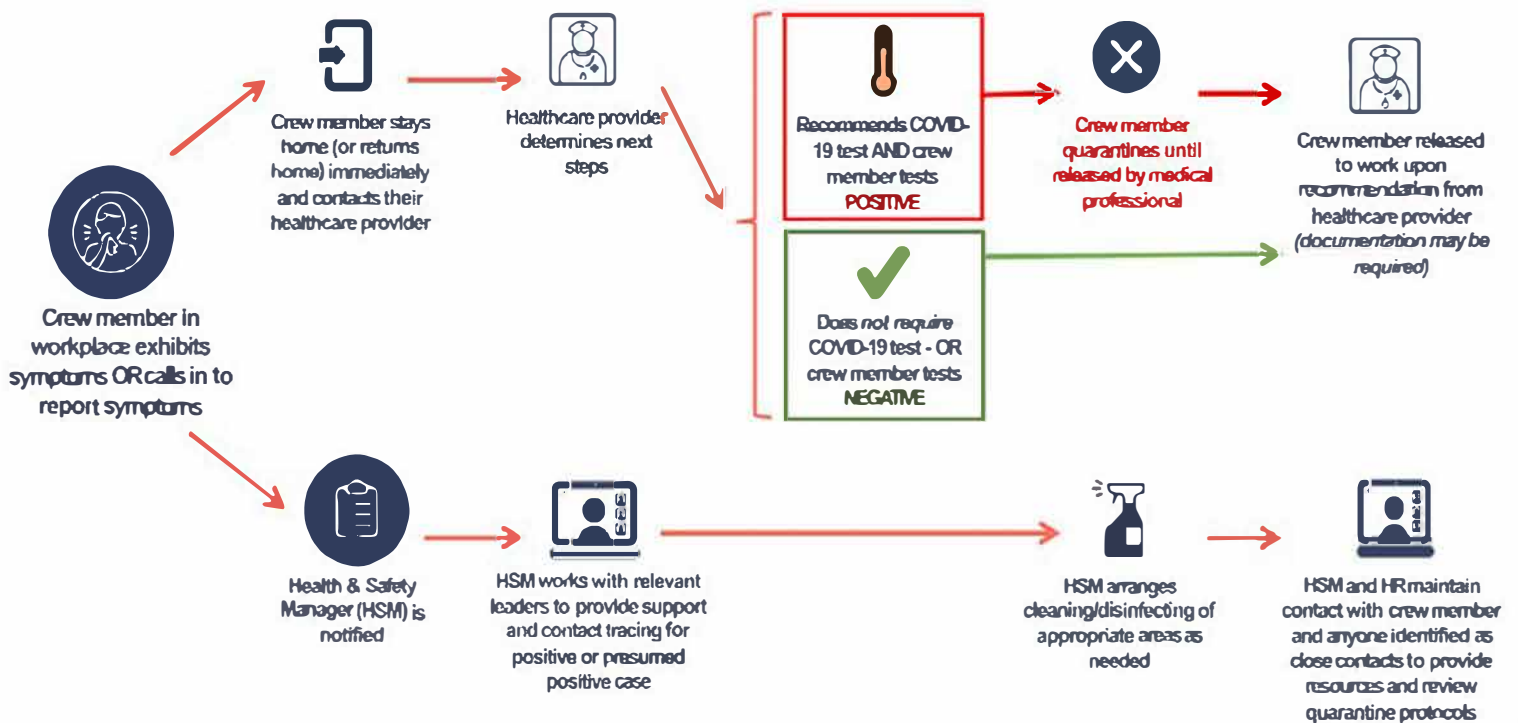 Crew member in
workplace exhibits
symptoms OR calls in to
report symptoms
Crew member stays
home (or returns
home) immediately
and contacts their
healthcare provider
Healthcare provider
determines next
steps
Recommends COVID-
19 test AND crew
member tests
POSITIVE
Crew member
quarantines until
released by medical
professional
Crew member released
to work upon
recommendation from
healthcare provider
(documentation may be
required)
Does not require
COVID-19 test - OR
crew member tests
NEGATIVE
Health & Safety
Manager (HSM) is
notified
HSM works with relevant
leaders to provide support
and contact tracing for
positive or presumed
positive case
HSM arranges
cleaning/disinfecting of
appropriate areas as
needed
HSM and HR maintain
contact with crew member
and anyone identified as
close contacts to provide
resources and review
quarantine protocols